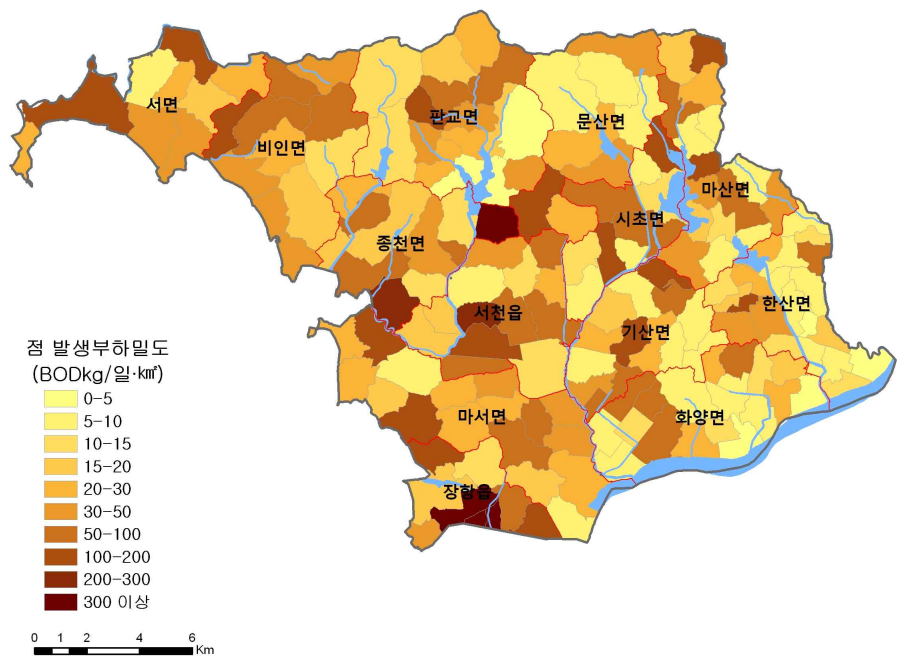 서면
비인면
판교면
문산면
마산면
시초면
종천면
한산면
서천읍
기산면
마서면
화양면
장항읍
점 발생부하밀도
(BODkg/일·㎢)
0-5
5-10
10-15
15-20
20-30
30-50
50-100
100-200
200-300
300 이상
0 1 2 4 6
Km